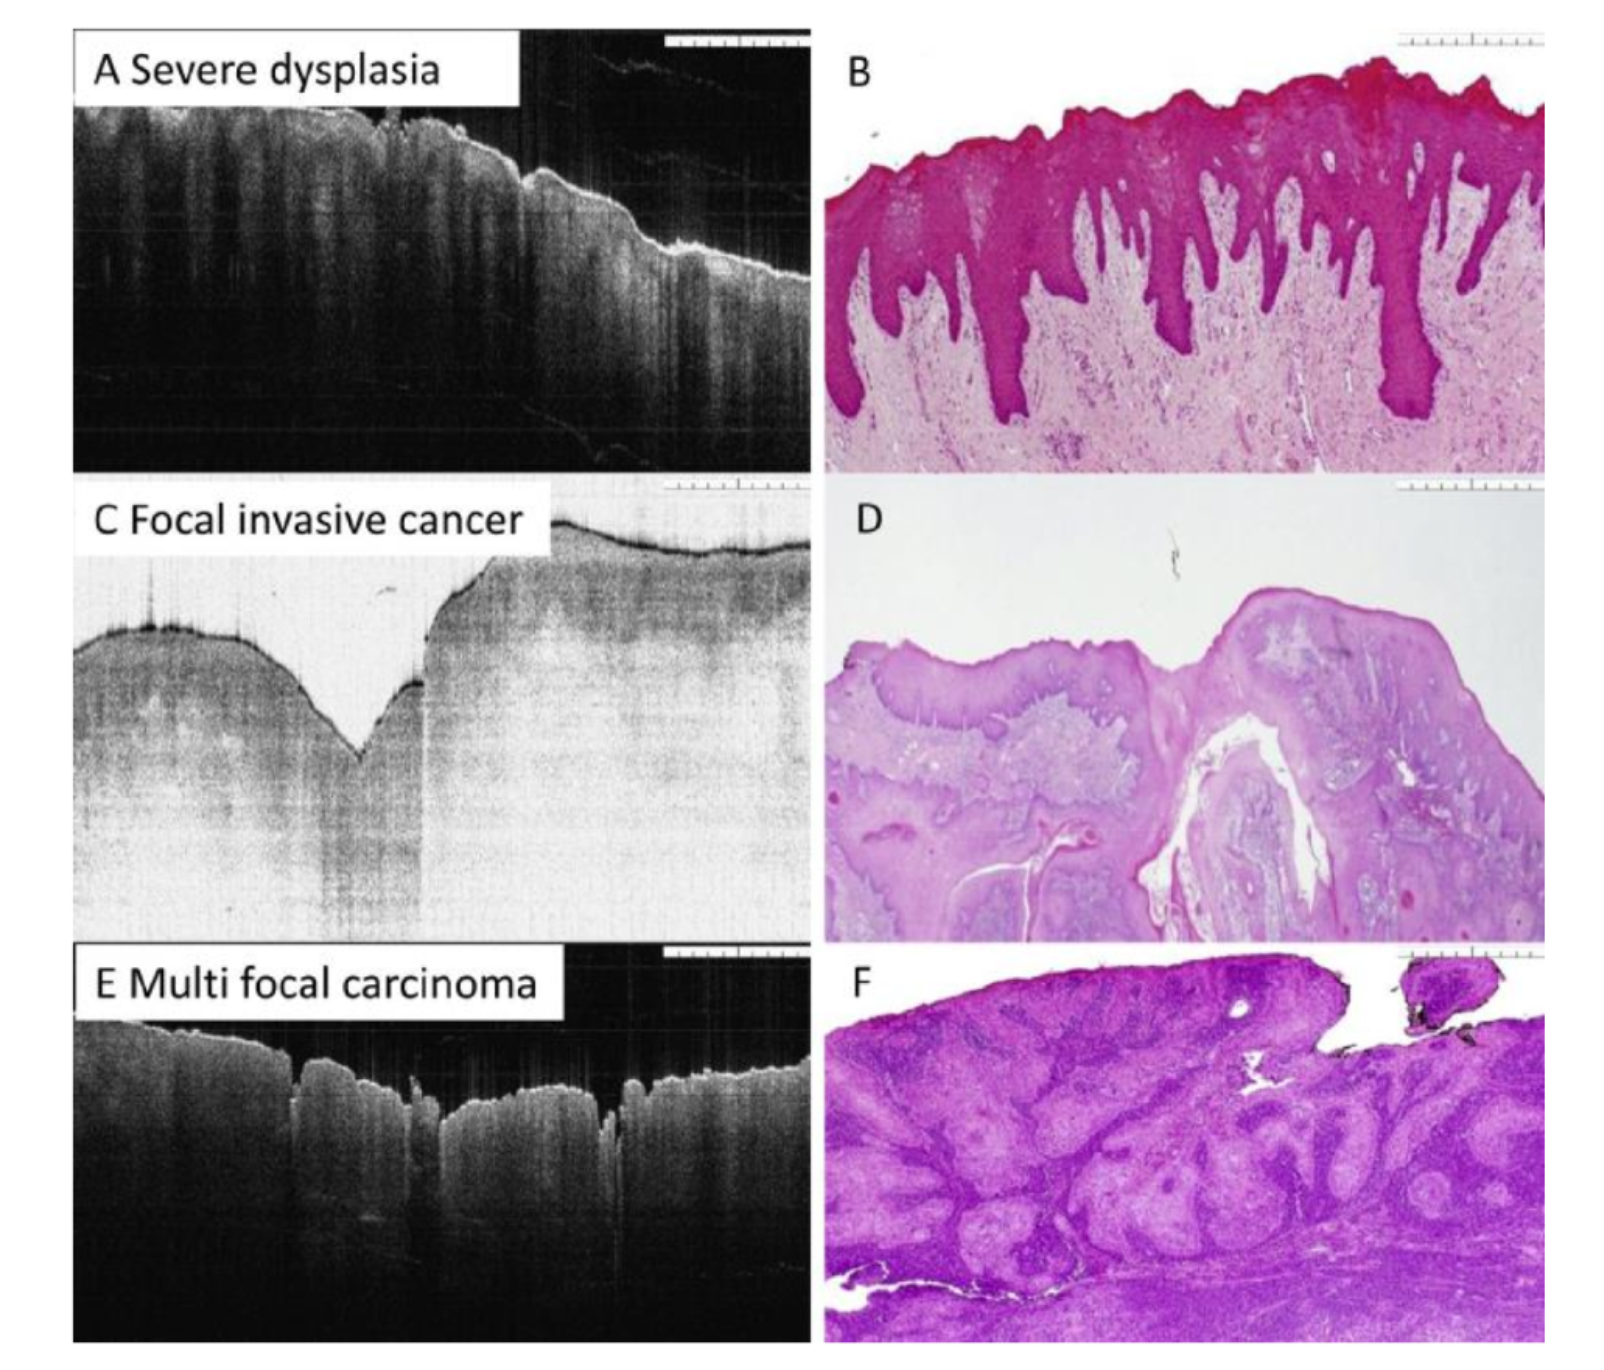 A Severe dysplasia
B
C Focal invasive cancer
D
E Multi focal carcinoma
F